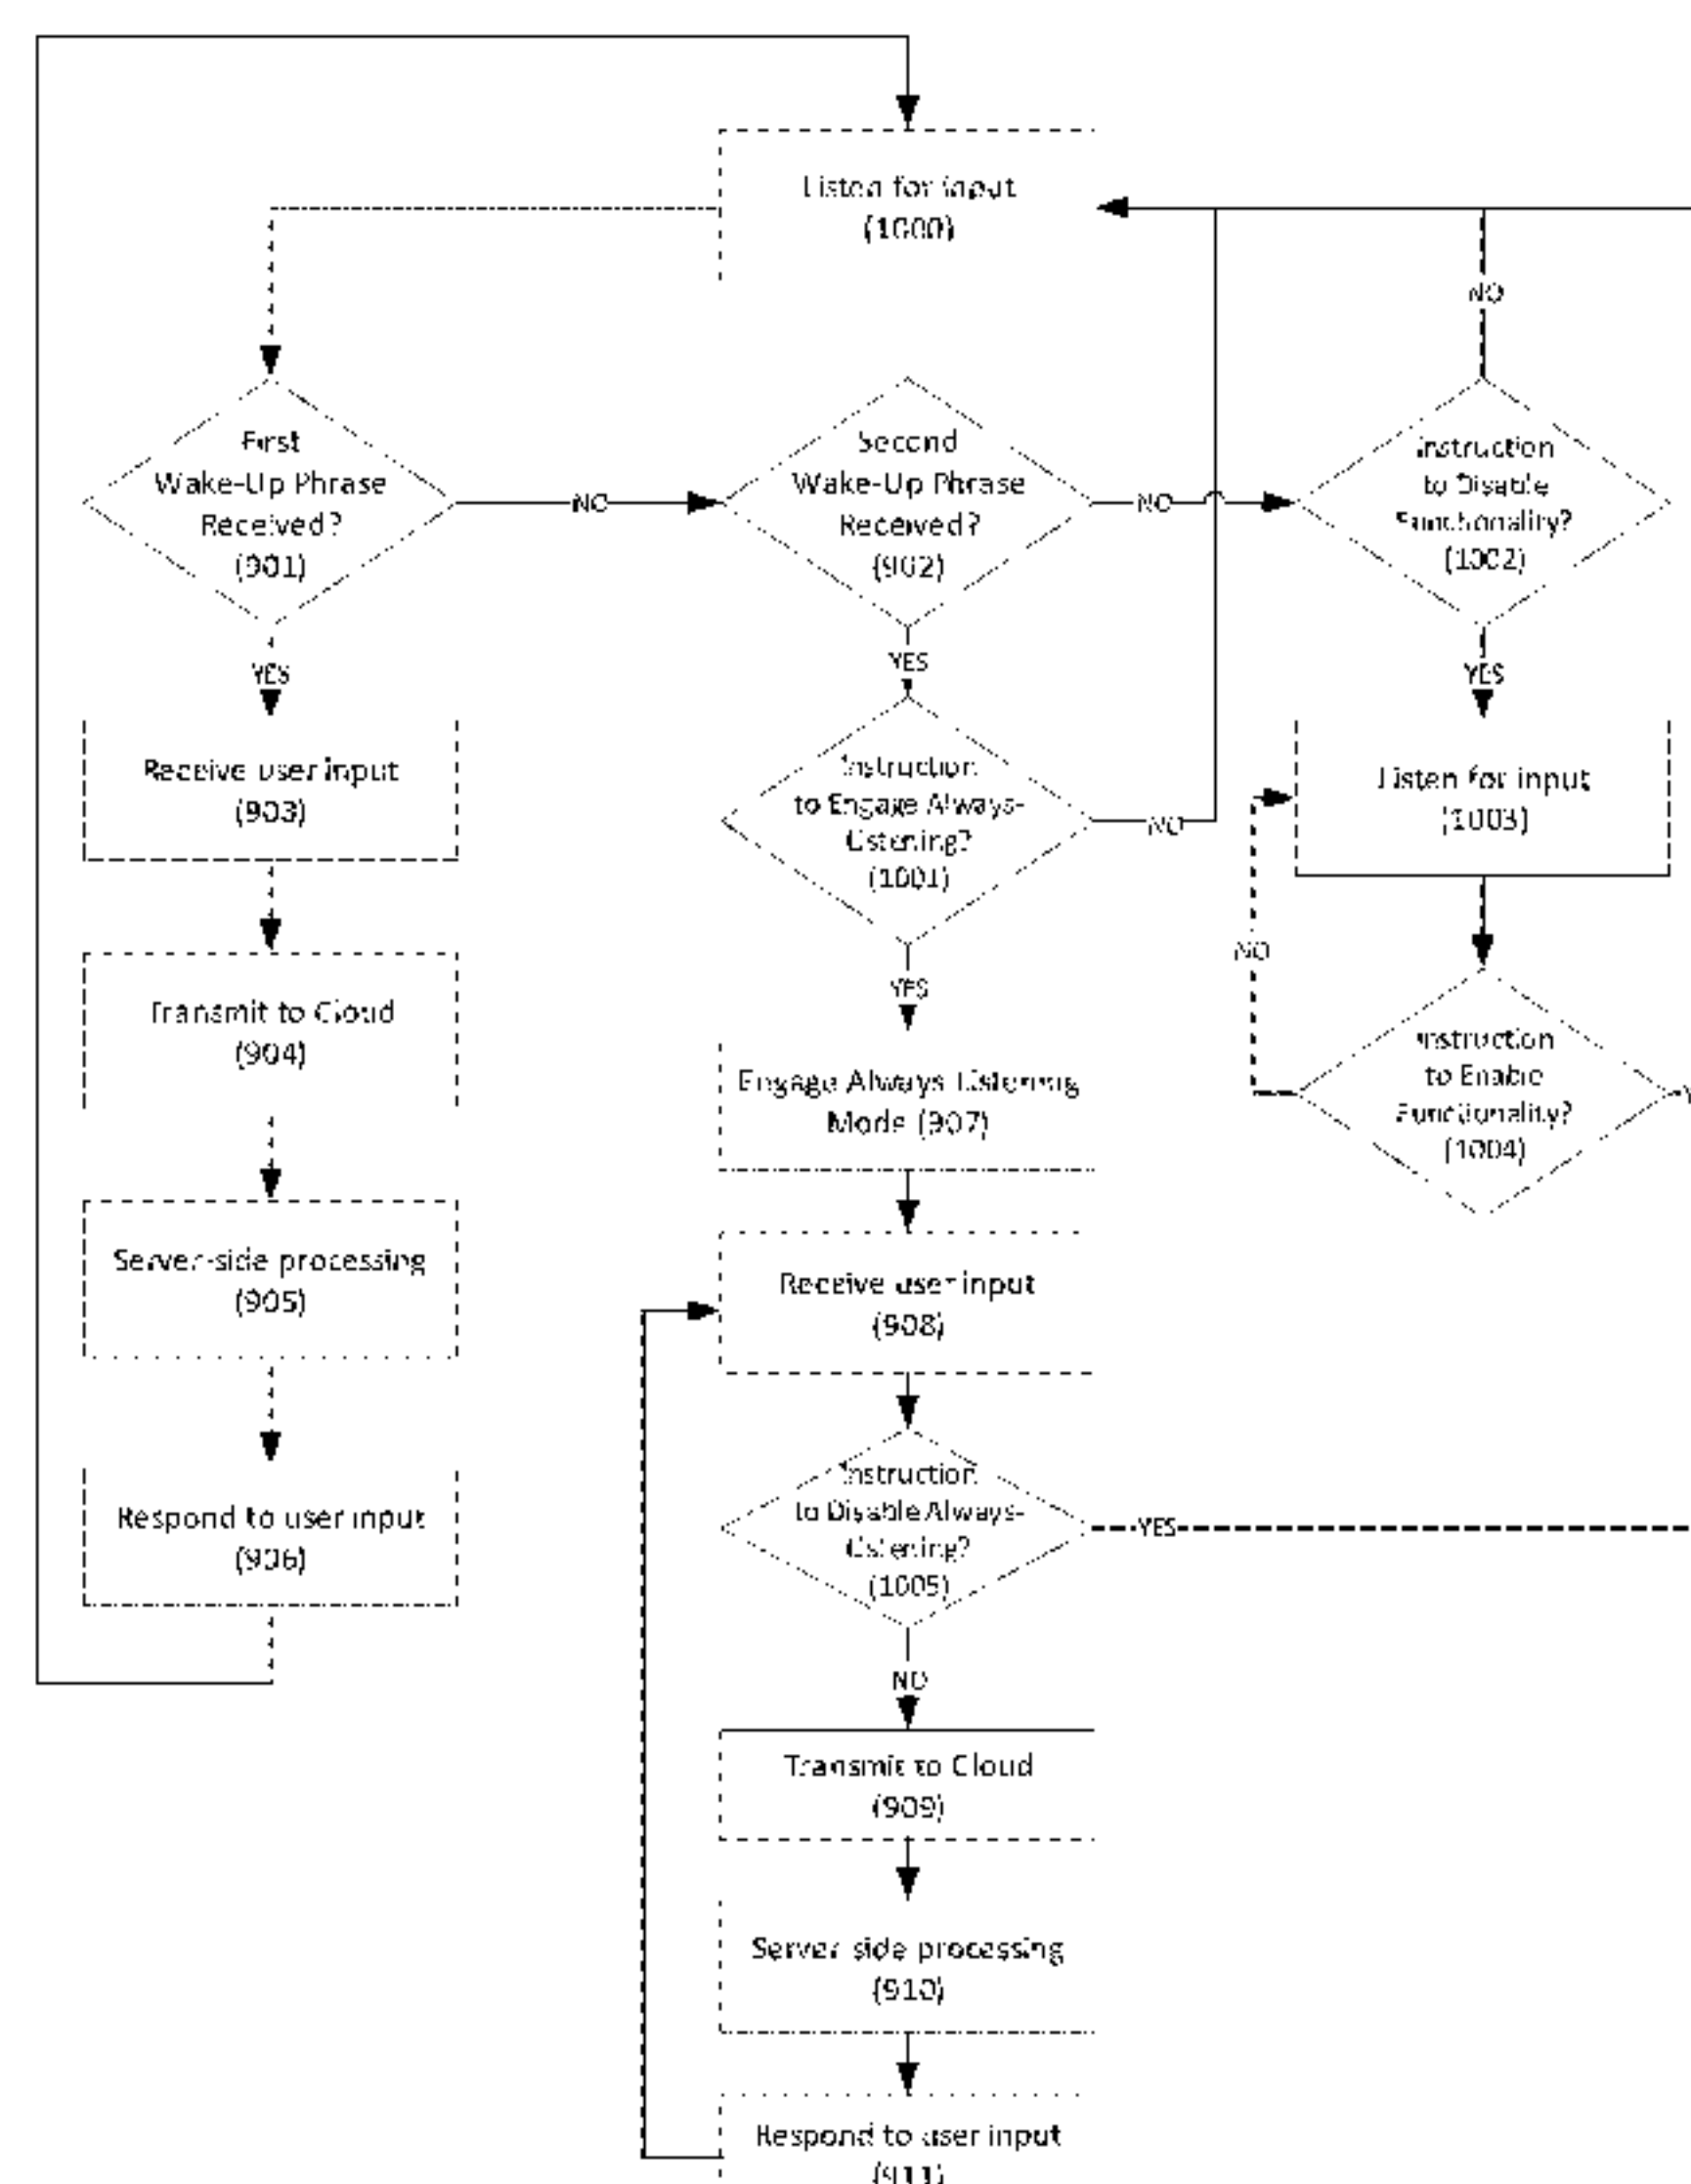 Listen for input
(1000)
NO
First
Wake-Up Phrase
Received?
(901)
NO
Second
Wake-Up Phrase
Received?
(902)
NO
Instruction
to Disable
Functionality?
(1002)
YES
YES
YES
Receive user input
(903)
Instruction
to Engage Always-
Listening?
(1001)
NO
Listen for input
(1003)
NO
YES
Transmit to Cloud
(904)
Engage Always Listening
Mode (907)
Instruction
to Enable
Functionality?
(1004)
Server-side processing
(905)
Receive user input
(908)
Respond to user input
(906)
Instruction
to Disable Always-
Listening?
(1005)
YES
NO
Transmit to Cloud
(909)
Server side processing
(910)
Respond to user input
(911)